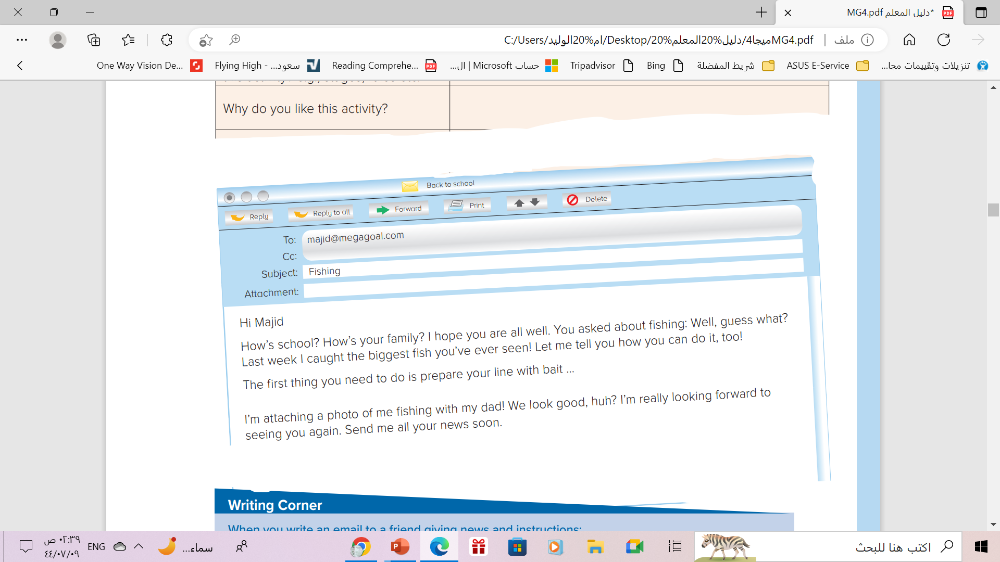 *دليل المعلم MG4.pdf
ملف
C:/Users/ام%20الوليد/Desktop/دليل%20المعلم%20ميجا4/MG4.pdf
One Way Vision De...
Flying High - سعود...
Reading Comprehe...
حساب Microsoft | ال...
Tripadvisor
Bing
شريط المفضلة
ASUS E-Service
تنزيلات وتقييمات مجا...
Why do you like this activity?
Back to school
Reply
Reply to all
Forward
Print
Delete
To: majid@megagoal.com
Cc:
Subject: Fishing
Attachment:
Hi Majid
How's school? How's your family? I hope you are all well. You asked about fishing: Well, guess what?
Last week I caught the biggest fish you've ever seen! Let me tell you how you can do it, too!
The first thing you need to do is prepare your line with bait ...
I'm attaching a photo of me fishing with my dad! We look good, huh? I'm really looking forward to
seeing you again. Send me all your news soon.
Writing Corner
When you write an email to a friend giving news and instructions:
٠٢:٣٩ ص
٤٤/٠٧/٠٩
ENG
سماء...
اكتب هنا للبحث